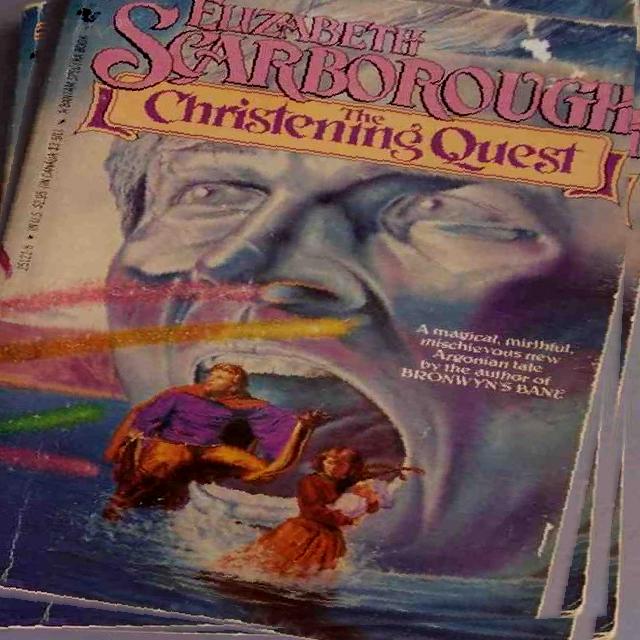 ELIZABETH
SCARBOROUGH
The
Christening Quest
A magical, mirthful,
mischievous new
Argonian tale
by the author of
BRONWYN'S BANE